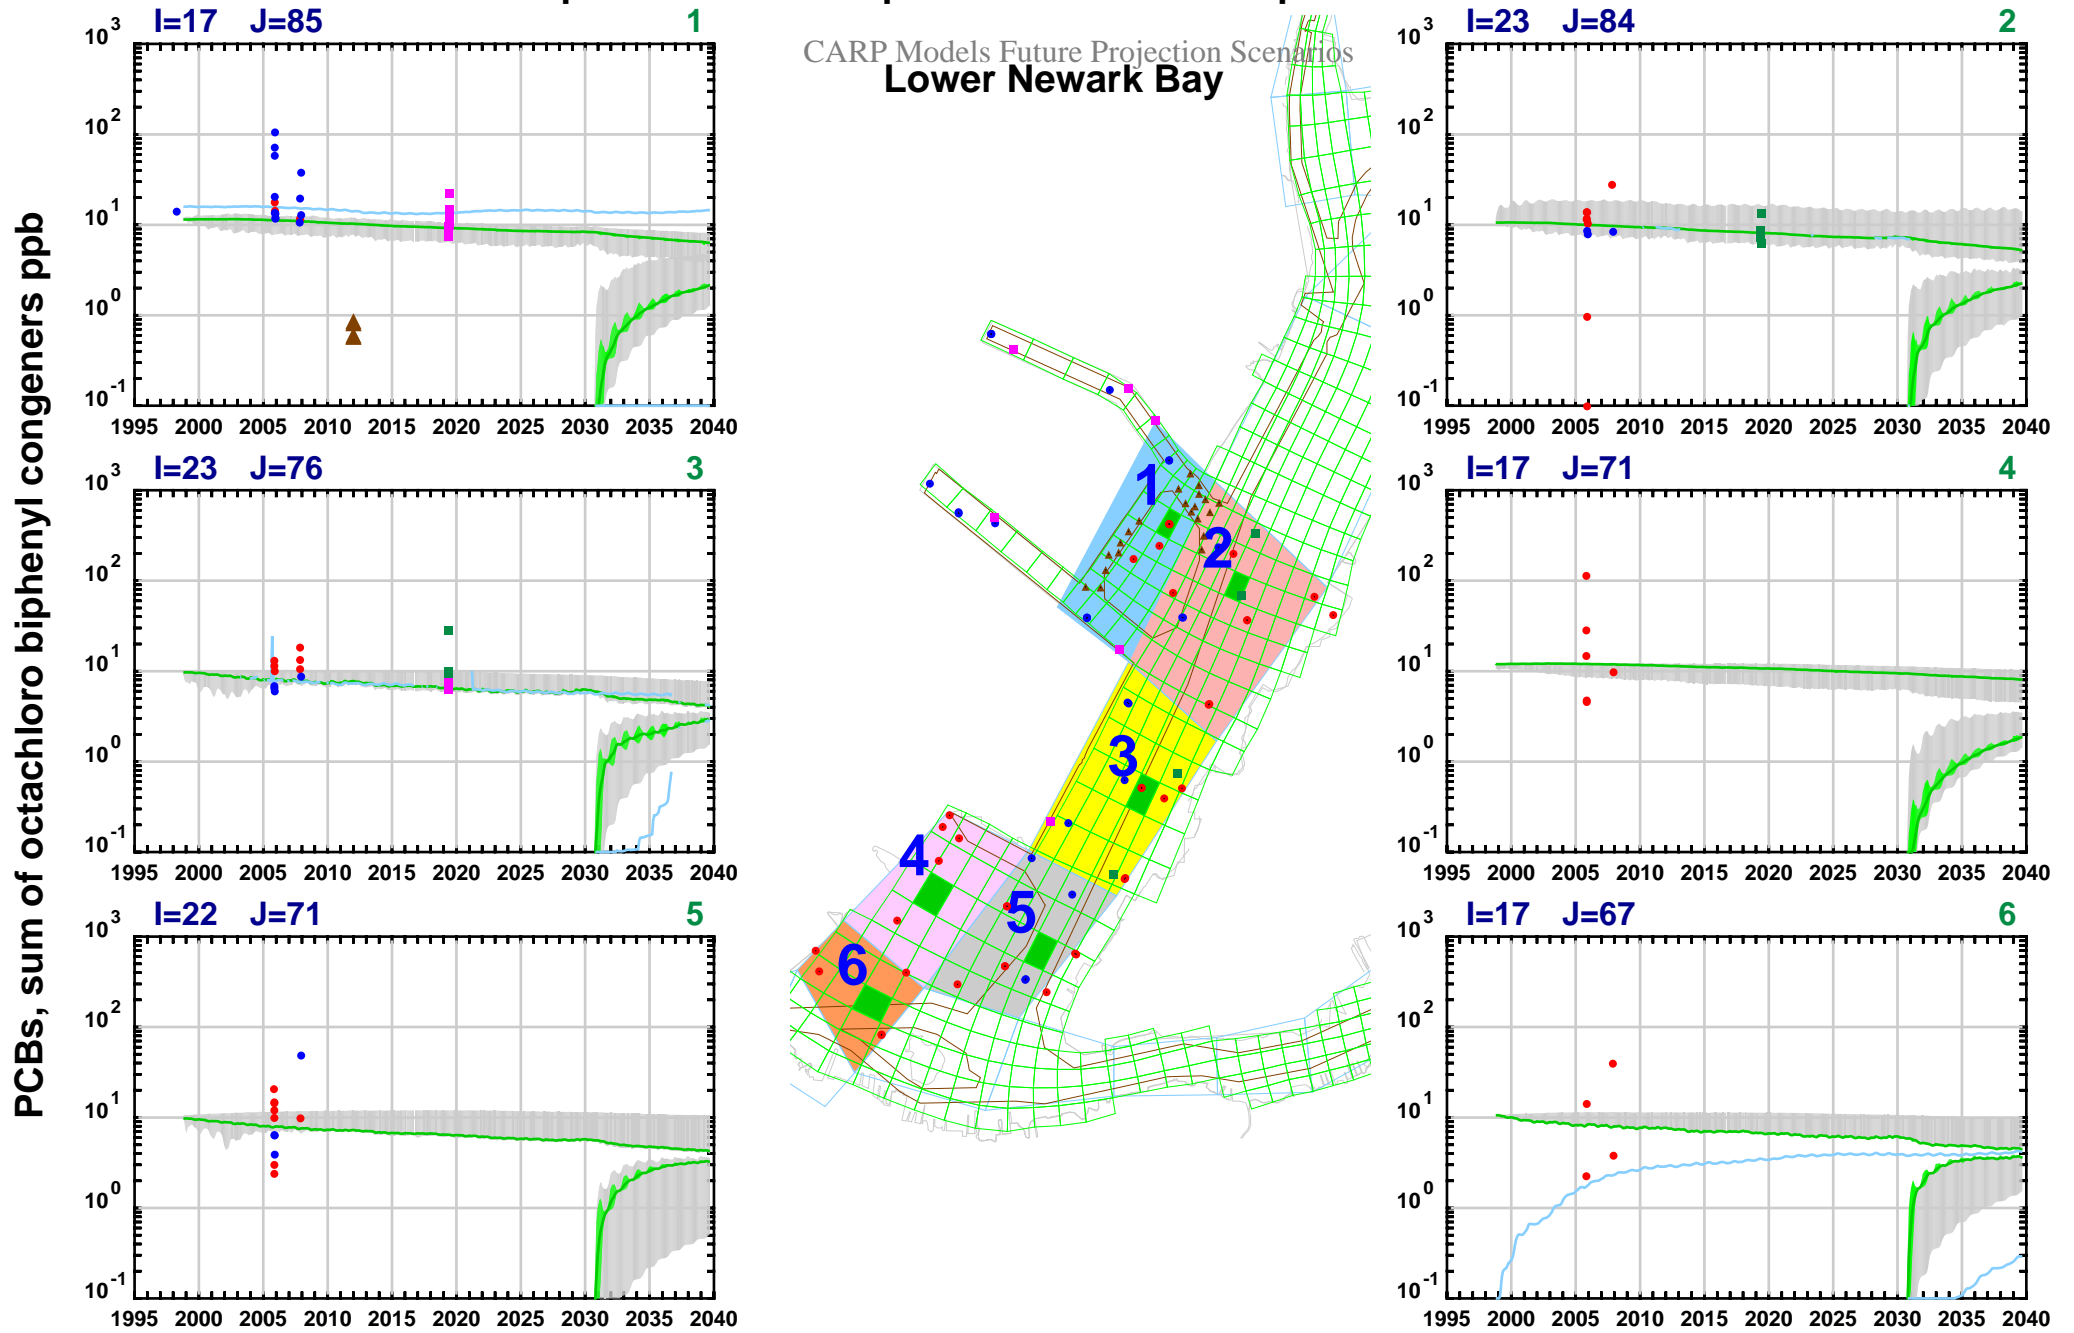 CARP Models Future Projection Scenarios
Lower Newark Bay
PCBs, sum of octachloro biphenyl congeners ppb
I=17 J=85 1
10^3
10^2
10^1
10^0
10^-1
1995 2000 2005 2010 2015 2020 2025 2030 2035 2040
I=23 J=84 2
10^3
10^2
10^1
10^0
10^-1
1995 2000 2005 2010 2015 2020 2025 2030 2035 2040
I=23 J=76 3
10^3
10^2
10^1
10^0
10^-1
1995 2000 2005 2010 2015 2020 2025 2030 2035 2040
I=17 J=71 4
10^3
10^2
10^1
10^0
10^-1
1995 2000 2005 2010 2015 2020 2025 2030 2035 2040
I=22 J=71 5
10^3
10^2
10^1
10^0
10^-1
1995 2000 2005 2010 2015 2020 2025 2030 2035 2040
I=17 J=67 6
10^3
10^2
10^1
10^0
10^-1
1995 2000 2005 2010 2015 2020 2025 2030 2035 2040
1
2
3
4
5
6